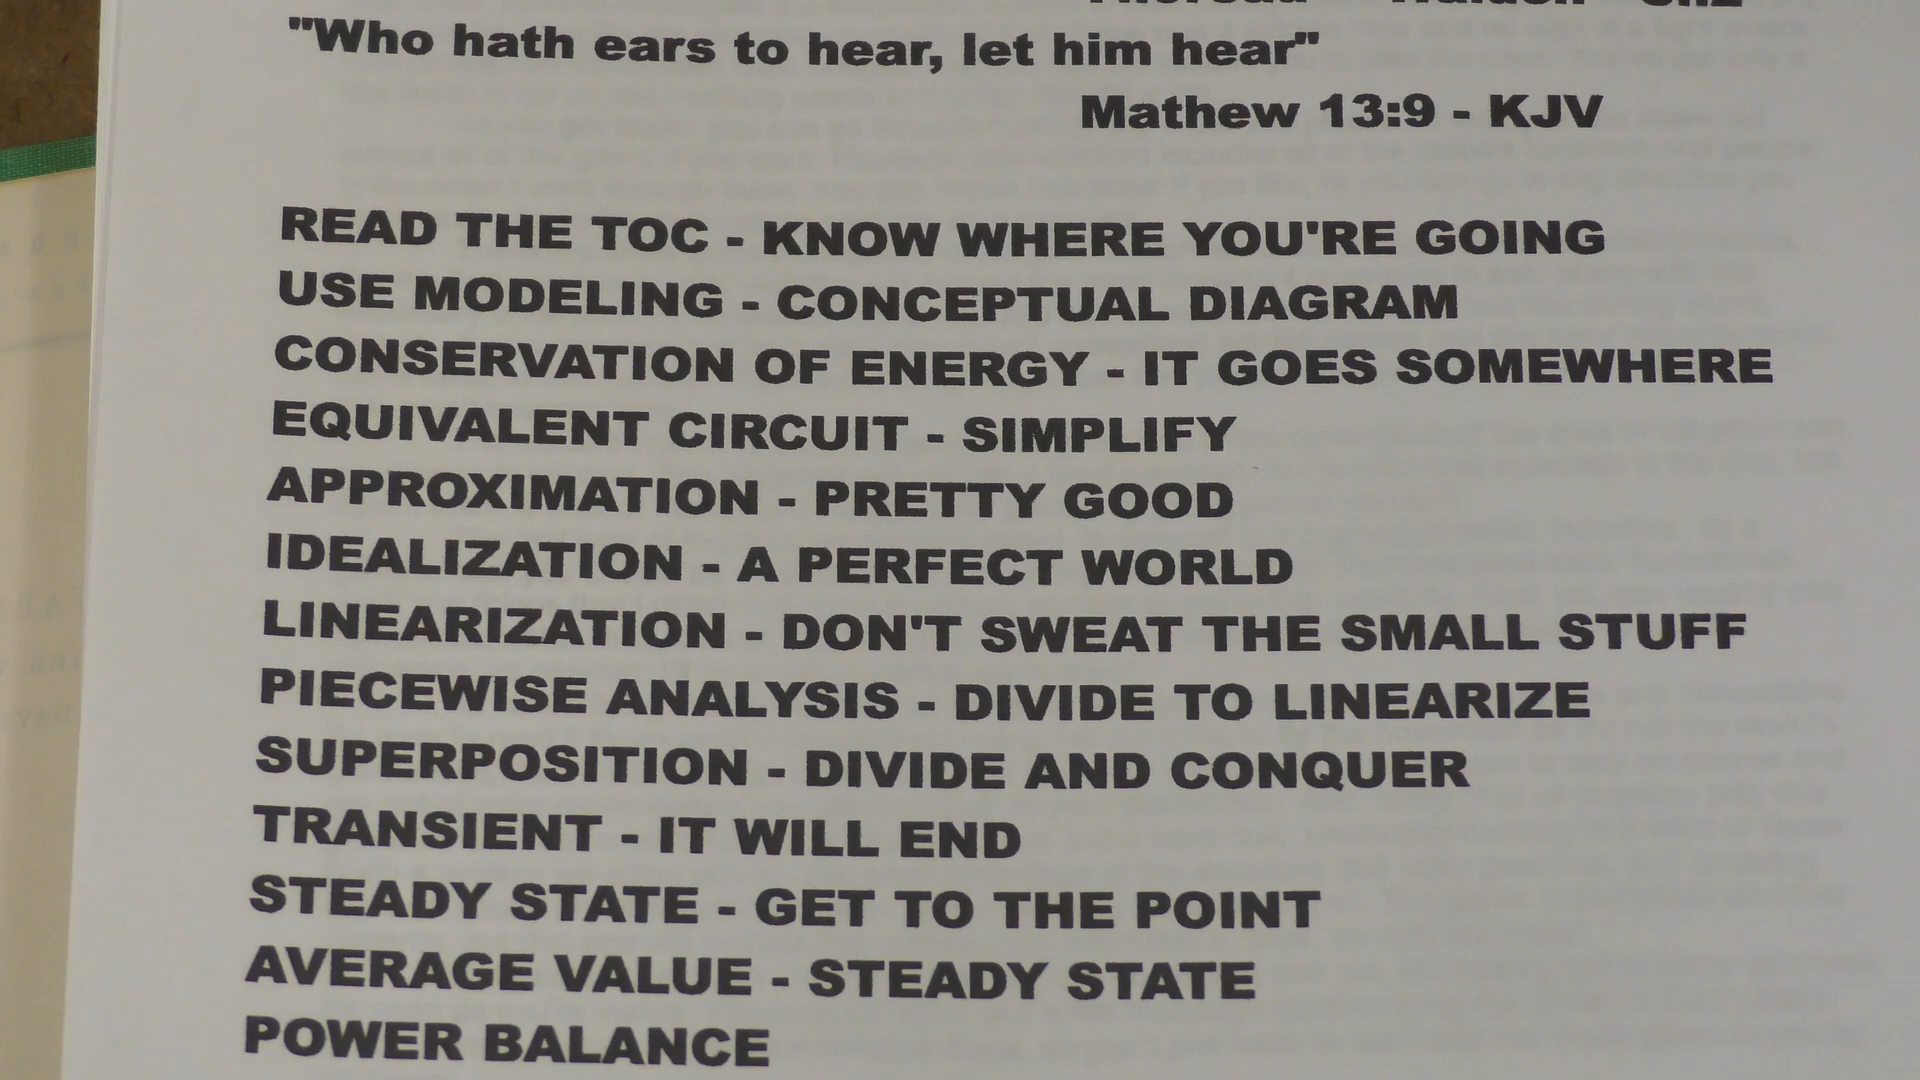 "Who hath ears to hear, let him hear"
Mathew 13:9 - KJV
READ THE TOC - KNOW WHERE YOU'RE GOING
USE MODELING - CONCEPTUAL DIAGRAM
CONSERVATION OF ENERGY - IT GOES SOMEWHERE
EQUIVALENT CIRCUIT - SIMPLIFY
APPROXIMATION - PRETTY GOOD
IDEALIZATION - A PERFECT WORLD
LINEARIZATION - DON'T SWEAT THE SMALL STUFF
PIECEWISE ANALYSIS - DIVIDE TO LINEARIZE
SUPERPOSITION - DIVIDE AND CONQUER
TRANSIENT - IT WILL END
STEADY STATE - GET TO THE POINT
AVERAGE VALUE - STEADY STATE
POWER BALANCE